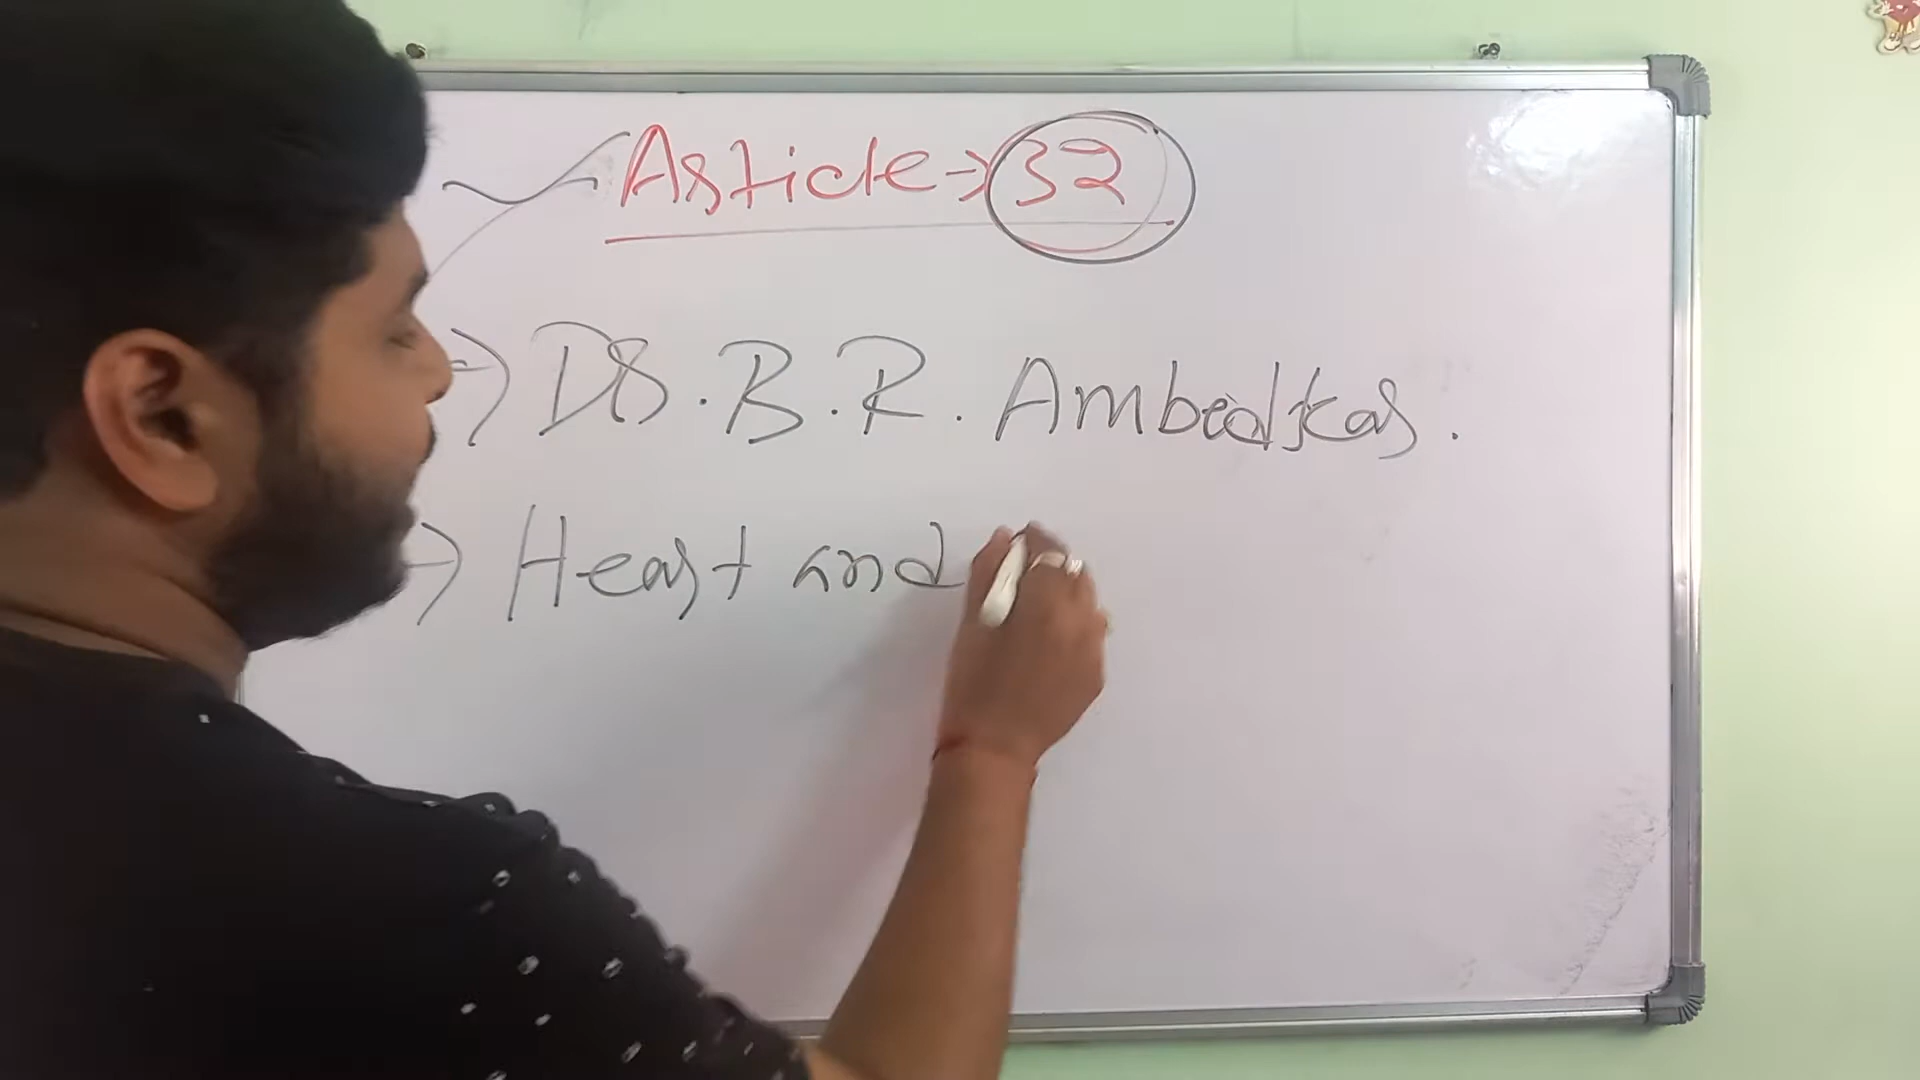 Article → 32
→ Dr. B. R. Ambedkar.
→ Heart and